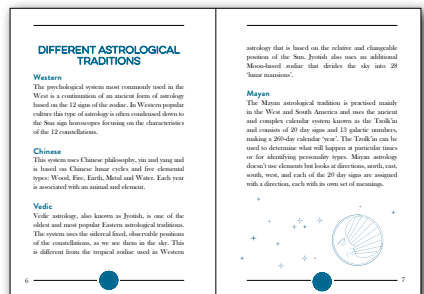 DIFFERENT ASTROLOGICAL
TRADITIONS
Western
The psychological system most commonly used in the
West is a continuation of an ancient form of astrology
based on the 12 signs of the zodiac. In Western popular
culture this type of astrology is often condensed down to
the Sun sign horoscopes focusing on the characteristics
of the 12 constellations.
Chinese
This system uses Chinese philosophy, yin and yang and
is based on Chinese lunar cycles and five elemental
types: Wood, Fire, Earth, Metal and Water. Each year
is associated with an animal and element.
Vedic
Vedic astrology, also known as Jyotish, is one of the
oldest and most popular Eastern astrological traditions.
The system uses the sidereal fixed, observable positions
of the constellations, as we see them in the sky. This
is different from the tropical zodiac used in Western
6
astrology that is based on the relative and changeable
position of the Sun. Jyotish also uses an additional
Moon-based zodiac that divides the sky into 28
‘lunar mansions’.
Mayan
The Mayan astrological tradition is practised mainly
in the West and South America and uses the ancient
and complex calendar system known as the Tzolk’in
and consists of 20 day signs and 13 galactic numbers,
making a 260-day calendar ‘year’. The Tzolk’in can be
used to determine what will happen at particular times
or for identifying personality types. Mayan astrology
doesn’t use elements but looks at directions, north, east,
south, west, and each of the 20 day signs are assigned
with a direction, each with its own set of meanings.
7